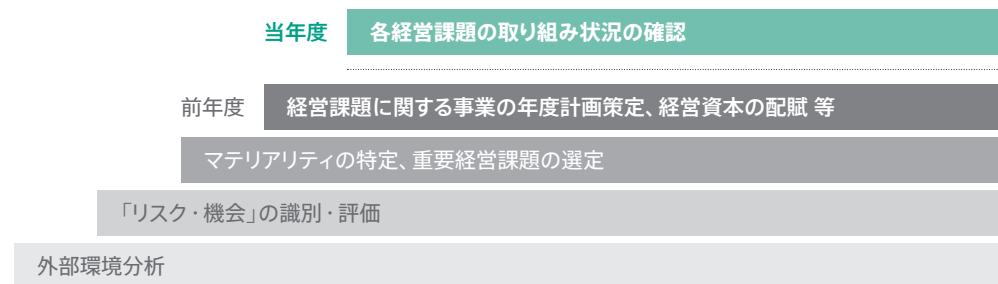 当年度 各経営課題の取り組み状況の確認
前年度 経営課題に関する事業の年度計画策定、経営資本の配賦 等
マテリアリティの特定、重要経営課題の選定
「リスク・機会」の識別・評価
外部環境分析